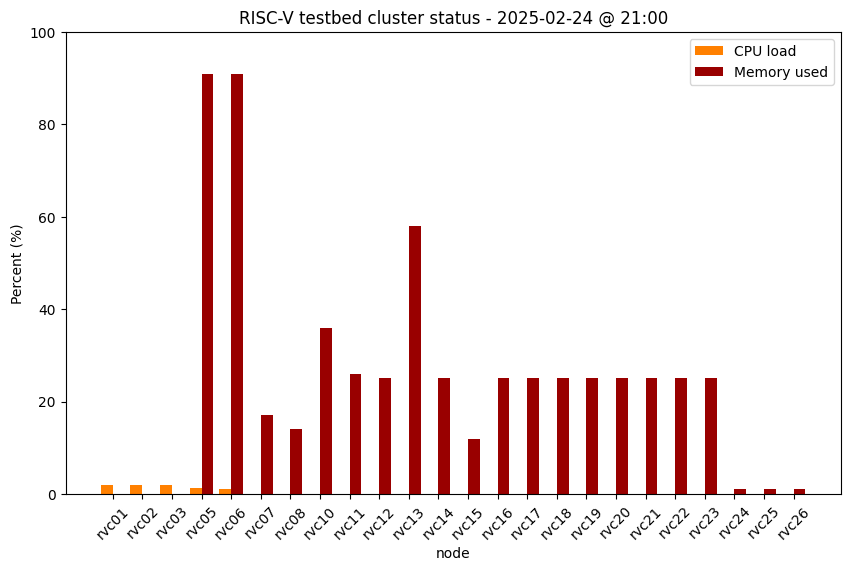 RISC-V testbed cluster status - 2025-02-24 @ 21:00
CPU load
Memory used
Percent (%)
100
80
60
40
20
0
rvc01 rvc02 rvc03 rvc05 rvc06 rvc07 rvc08 rvc10 rvc11 rvc12 rvc13 rvc14 rvc15 rvc16 rvc17 rvc18 rvc19 rvc20 rvc21 rvc22 rvc23 rvc24 rvc25 rvc26
node